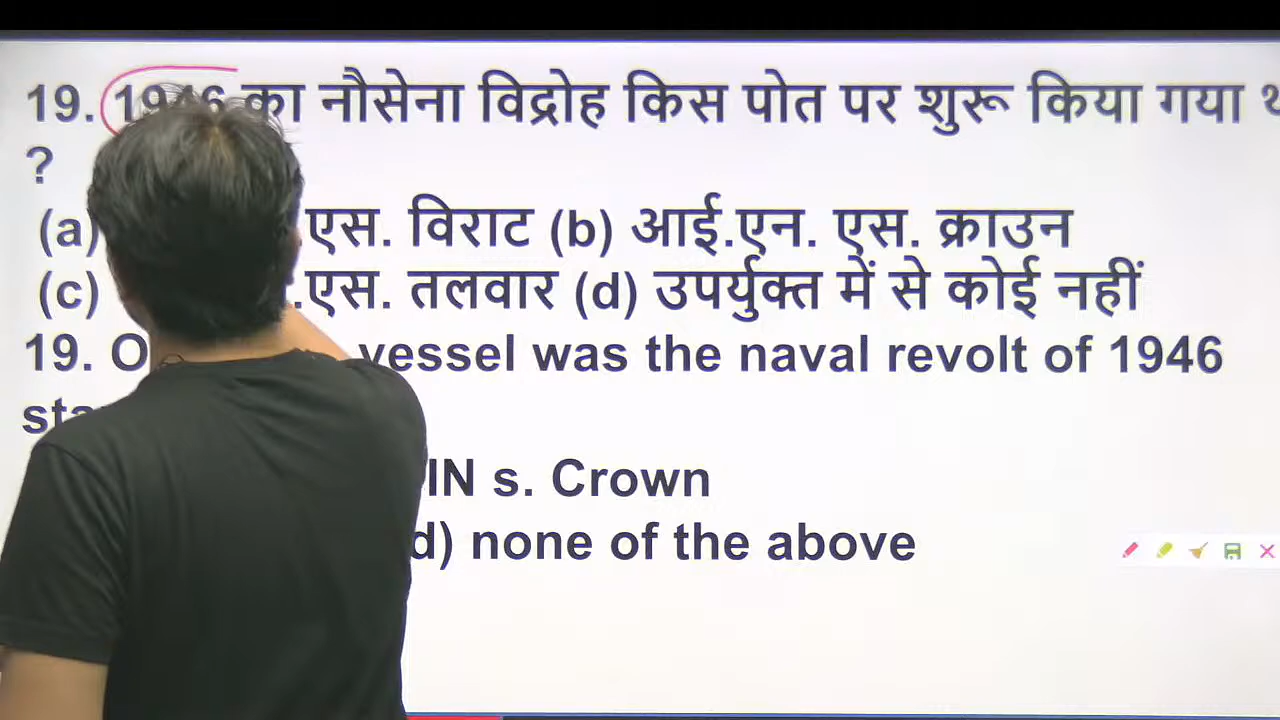 19. 1946 का नौसेना विद्रोह किस पोत पर शुरू किया गया
?
(a) एस. विराट (b) आई.एन. एस. क्राउन
(c) .एस. तलवार (d) उपर्युक्त में से कोई नहीं
19. vessel was the naval revolt of 1946
IN s. Crown
d) none of the above